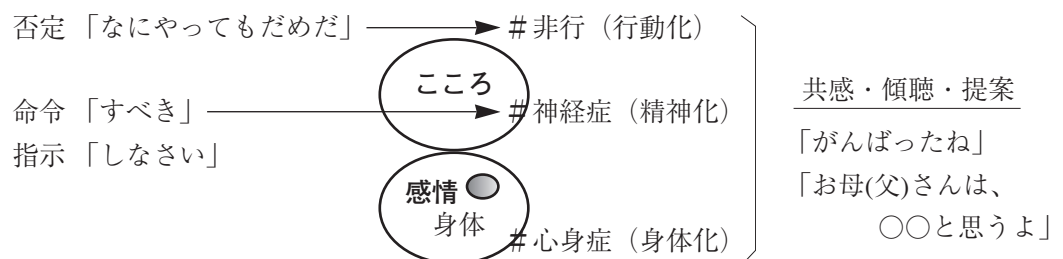 否定「なにやってもだめだ」
#非行（行動化）
こころ
命令「すべき」
#神経症（精神化）
指示「しなさい」
感情
身体
#心身症（身体化）
共感・傾聴・提案
「がんばったね」
「お母(父)さんは、
○○と思うよ」